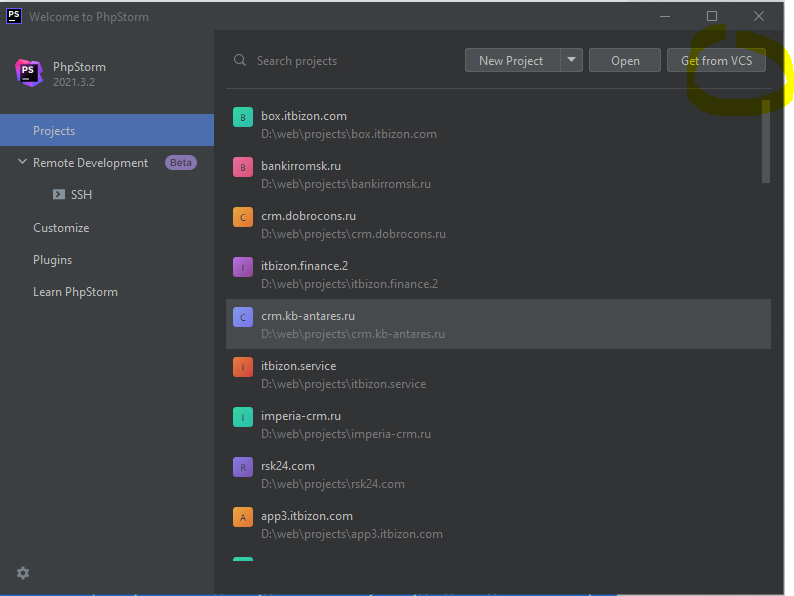 PS Welcome to PhpStorm
PS
PhpStorm
2021.3.2
Search projects
New Project
Open
Get from VCS
Projects
Remote Development Beta
SSH
Customize
Plugins
Learn PhpStorm
B box.itbizon.com
D:\web\projects\box.itbizon.com
B bankirromsk.ru
D:\web\projects\bankirromsk.ru
C crm.dobrocons.ru
D:\web\projects\crm.dobrocons.ru
I itbizon.finance.2
D:\web\projects\itbizon.finance.2
C crm.kb-antares.ru
D:\web\projects\crm.kb-antares.ru
I itbizon.service
D:\web\projects\itbizon.service
I imperia-crm.ru
D:\web\projects\imperia-crm.ru
R rsk24.com
D:\web\projects\rsk24.com
A app3.itbizon.com
D:\web\projects\app3.itbizon.com